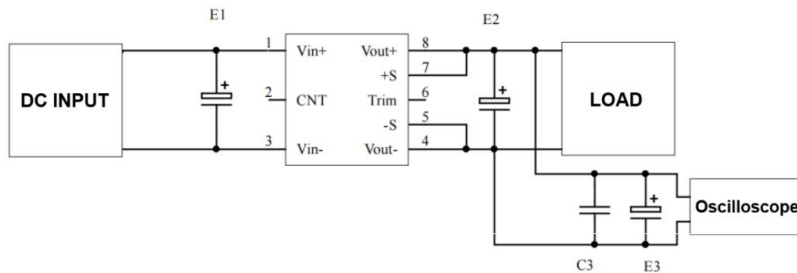 E1
E2
1
Vin+
Vout+
8
+S
7
DC INPUT
2
CNT
Trim
6
LOAD
-S
5
3
Vin-
Vout-
4
+
+
+
Oscilloscope
C3
E3